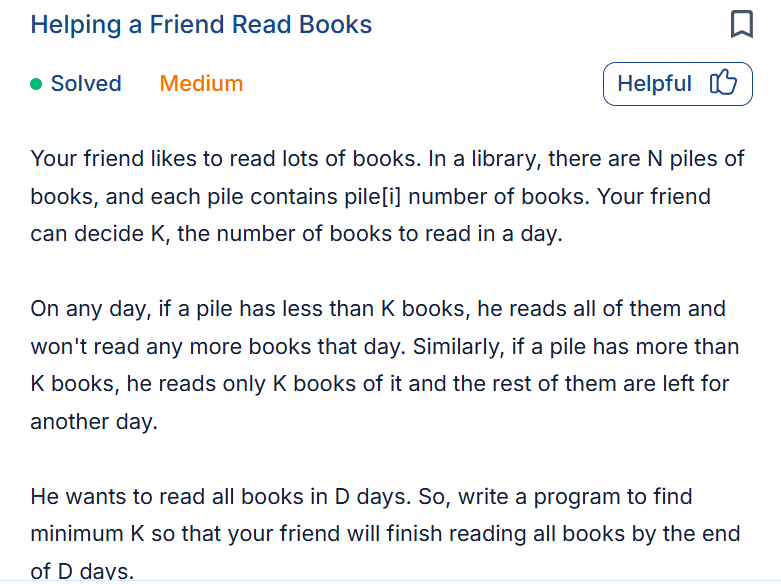 Helping a Friend Read Books
Solved
Medium
Helpful
Your friend likes to read lots of books. In a library, there are N piles of
books, and each pile contains pile[i] number of books. Your friend
can decide K, the number of books to read in a day.
On any day, if a pile has less than K books, he reads all of them and
won't read any more books that day. Similarly, if a pile has more than
K books, he reads only K books of it and the rest of them are left for
another day.
He wants to read all books in D days. So, write a program to find
minimum K so that your friend will finish reading all books by the end
of D days.